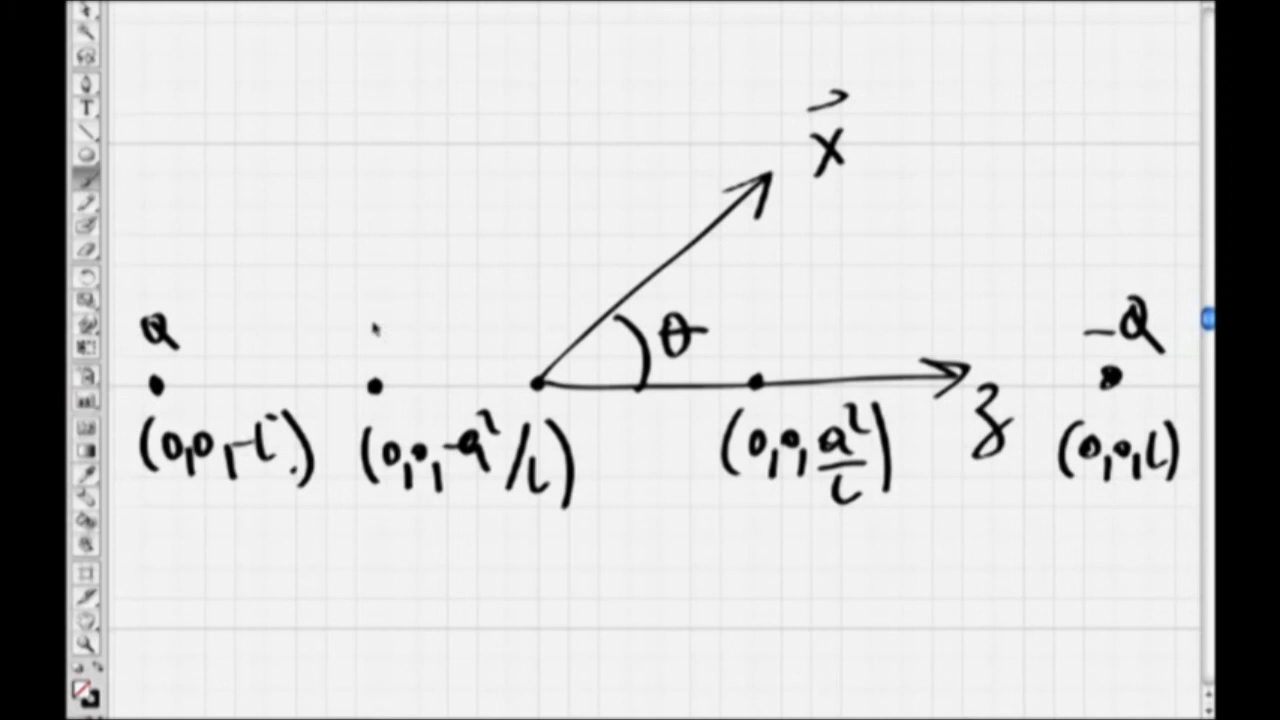 x⃗
Q θ -Q
(0,0,-l) (0,0,-a²/l) (0,0,a²/l) z (0,0,l)